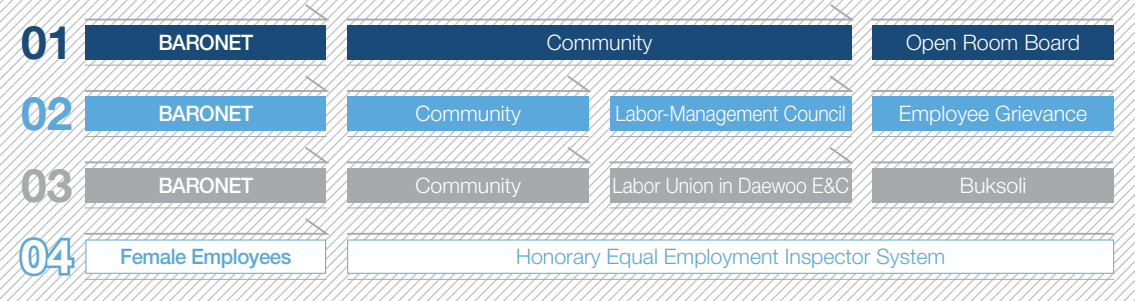 01 BARONET Community Open Room Board
02 BARONET Community Labor-Management Council Employee Grievance
03 BARONET Community Labor Union in Daewoo E&C Buksoli
04 Female Employees Honorary Equal Employment Inspector System